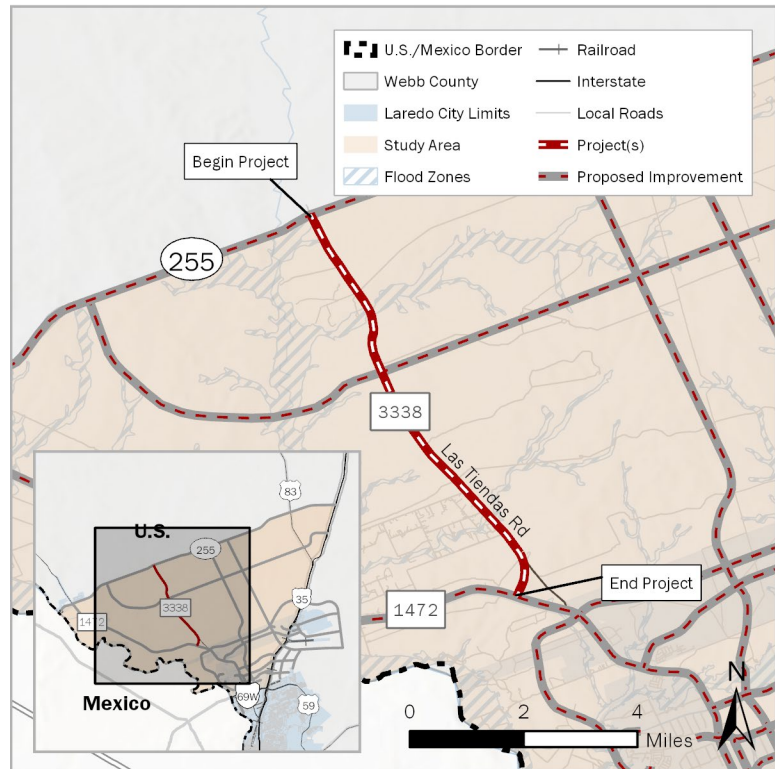 U.S./Mexico Border
Webb County
Laredo City Limits
Study Area
Flood Zones
Railroad
Interstate
Local Roads
Project(s)
Proposed Improvement
Begin Project
255
3338
Las Tiendas Rd
End Project
1472
N
0 2 4
Miles
83
U.S.
255
35
3338
1472
69W
59
Mexico